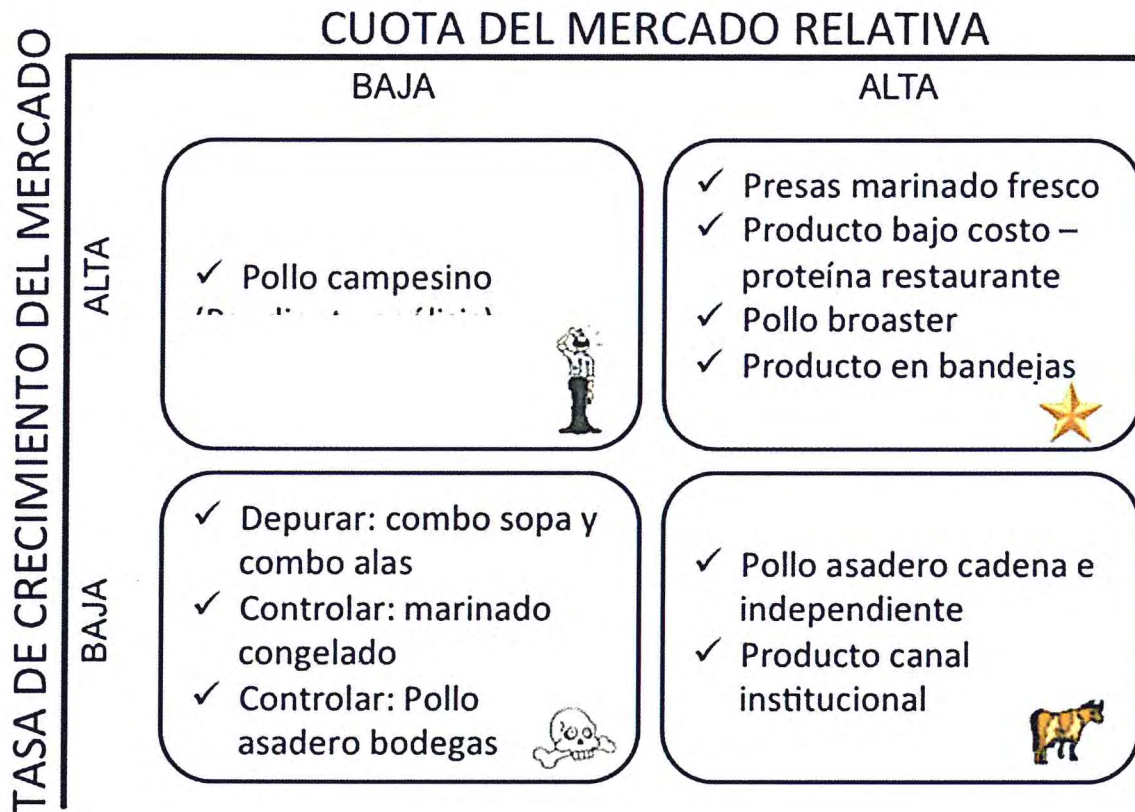 CUOTA DEL MERCADO RELATIVA
BAJA
ALTA
TASA DE CRECIMIENTO DEL MERCADO
ALTA
✓ Pollo campesino
✓ Presas marinado fresco
✓ Producto bajo costo –
proteína restaurante
✓ Pollo broaster
✓ Producto en bandejas
BAJA
✓ Depurar: combo sopa y
combo alas
✓ Controlar: marinado
congelado
✓ Controlar: Pollo
asadero bodegas
✓ Pollo asadero cadena e
independiente
✓ Producto canal
institucional